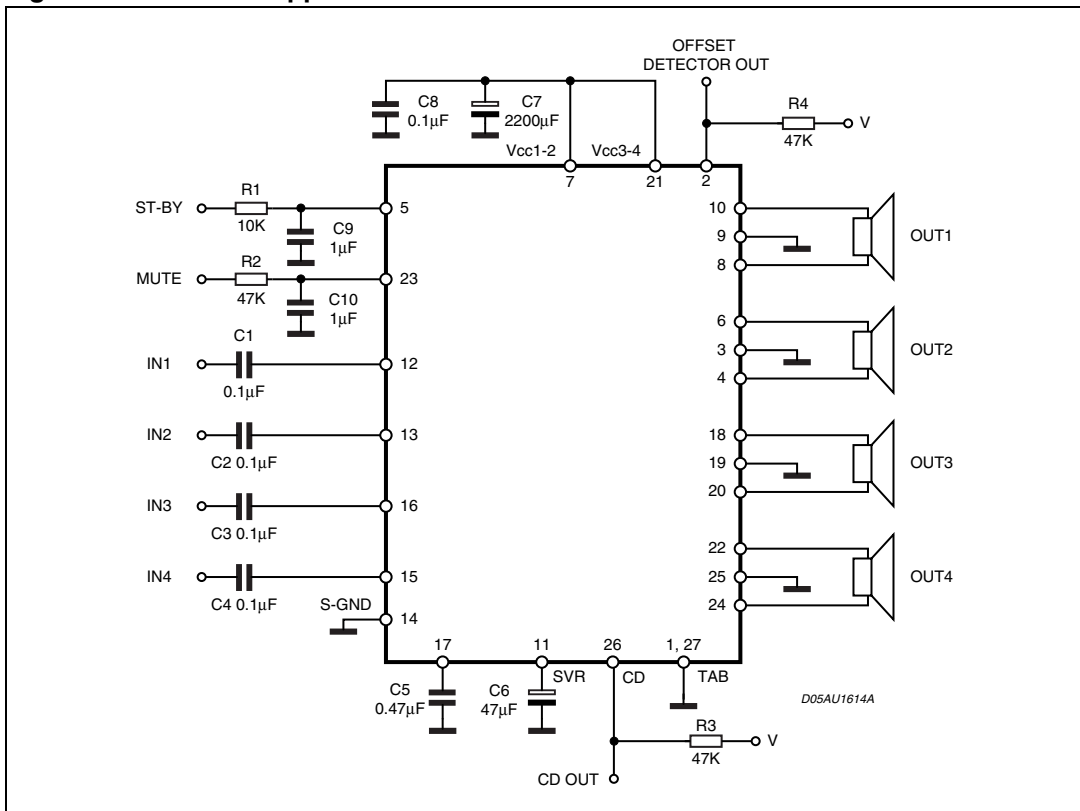 OFFSET
DETECTOR OUT
C8
0.1µF
C7
2200µF
R4
47K
V
Vcc1-2
Vcc3-4
7
21
2
ST-BY
R1
10K
5
C9
1µF
MUTE
R2
47K
23
C10
1µF
IN1
C1
0.1µF
12
IN2
C2 0.1µF
13
IN3
C3 0.1µF
16
IN4
C4 0.1µF
15
S-GND
14
10
9
8
OUT1
6
3
4
OUT2
18
19
20
OUT3
22
25
24
OUT4
17
11
26
1, 27
SVR
CD
TAB
C5
0.47µF
C6
47µF
D05AU1614A
R3
47K
V
CD OUT